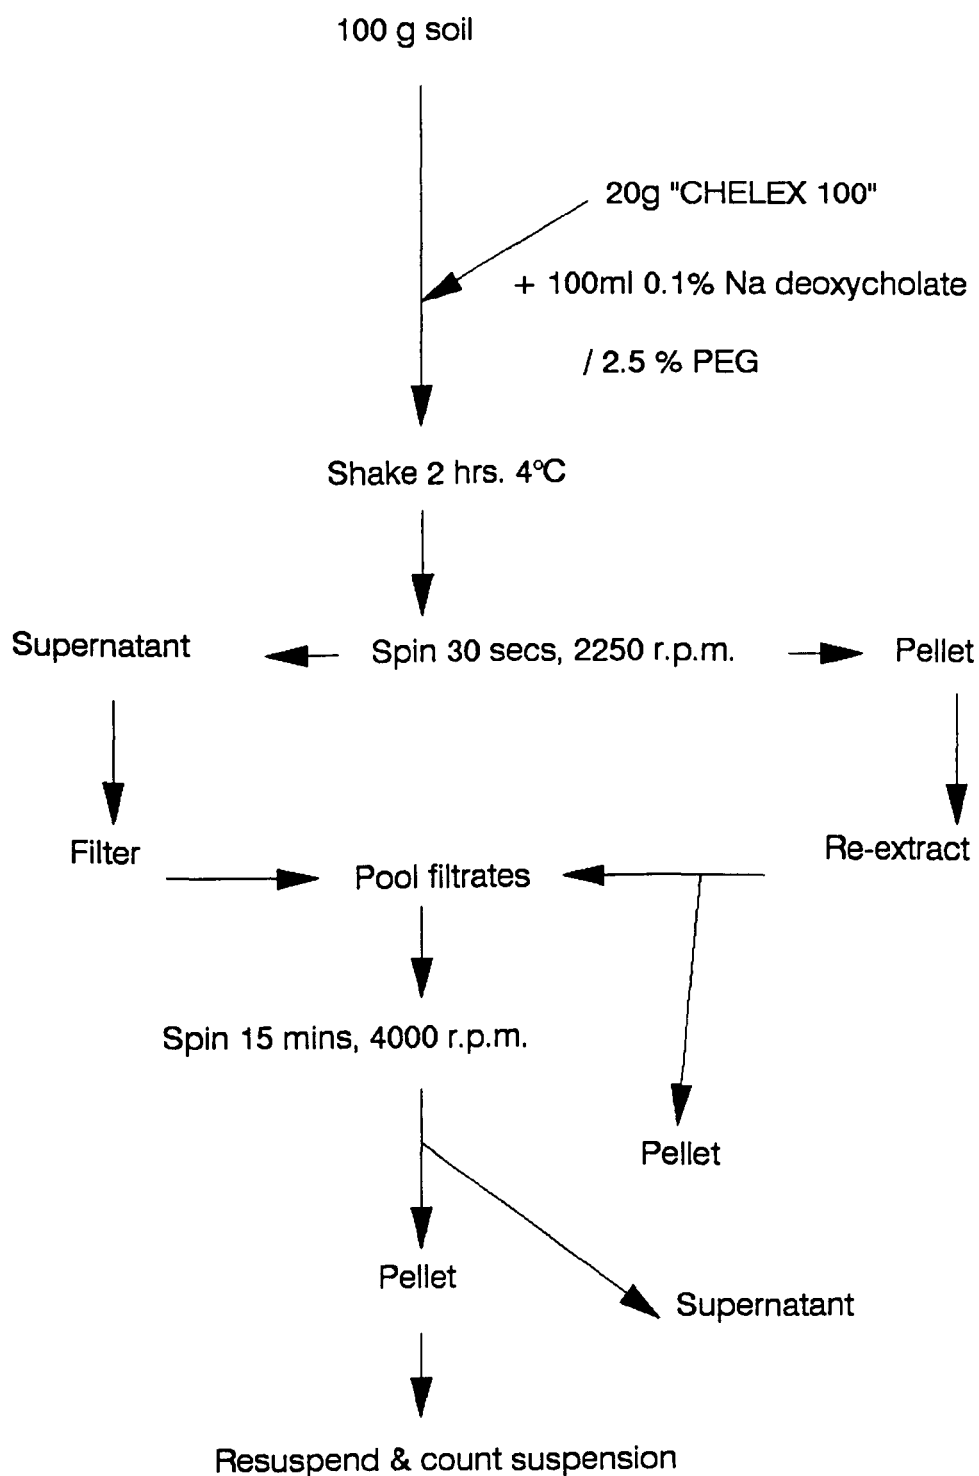 100 g soil
20g "CHELEX 100"
+ 100ml 0.1% Na deoxycholate
/ 2.5 % PEG
Shake 2 hrs. 4°C
Supernatant
Spin 30 secs, 2250 r.p.m.
Pellet
Filter
Pool filtrates
Re-extract
Spin 15 mins, 4000 r.p.m.
Pellet
Pellet
Supernatant
Resuspend & count suspension